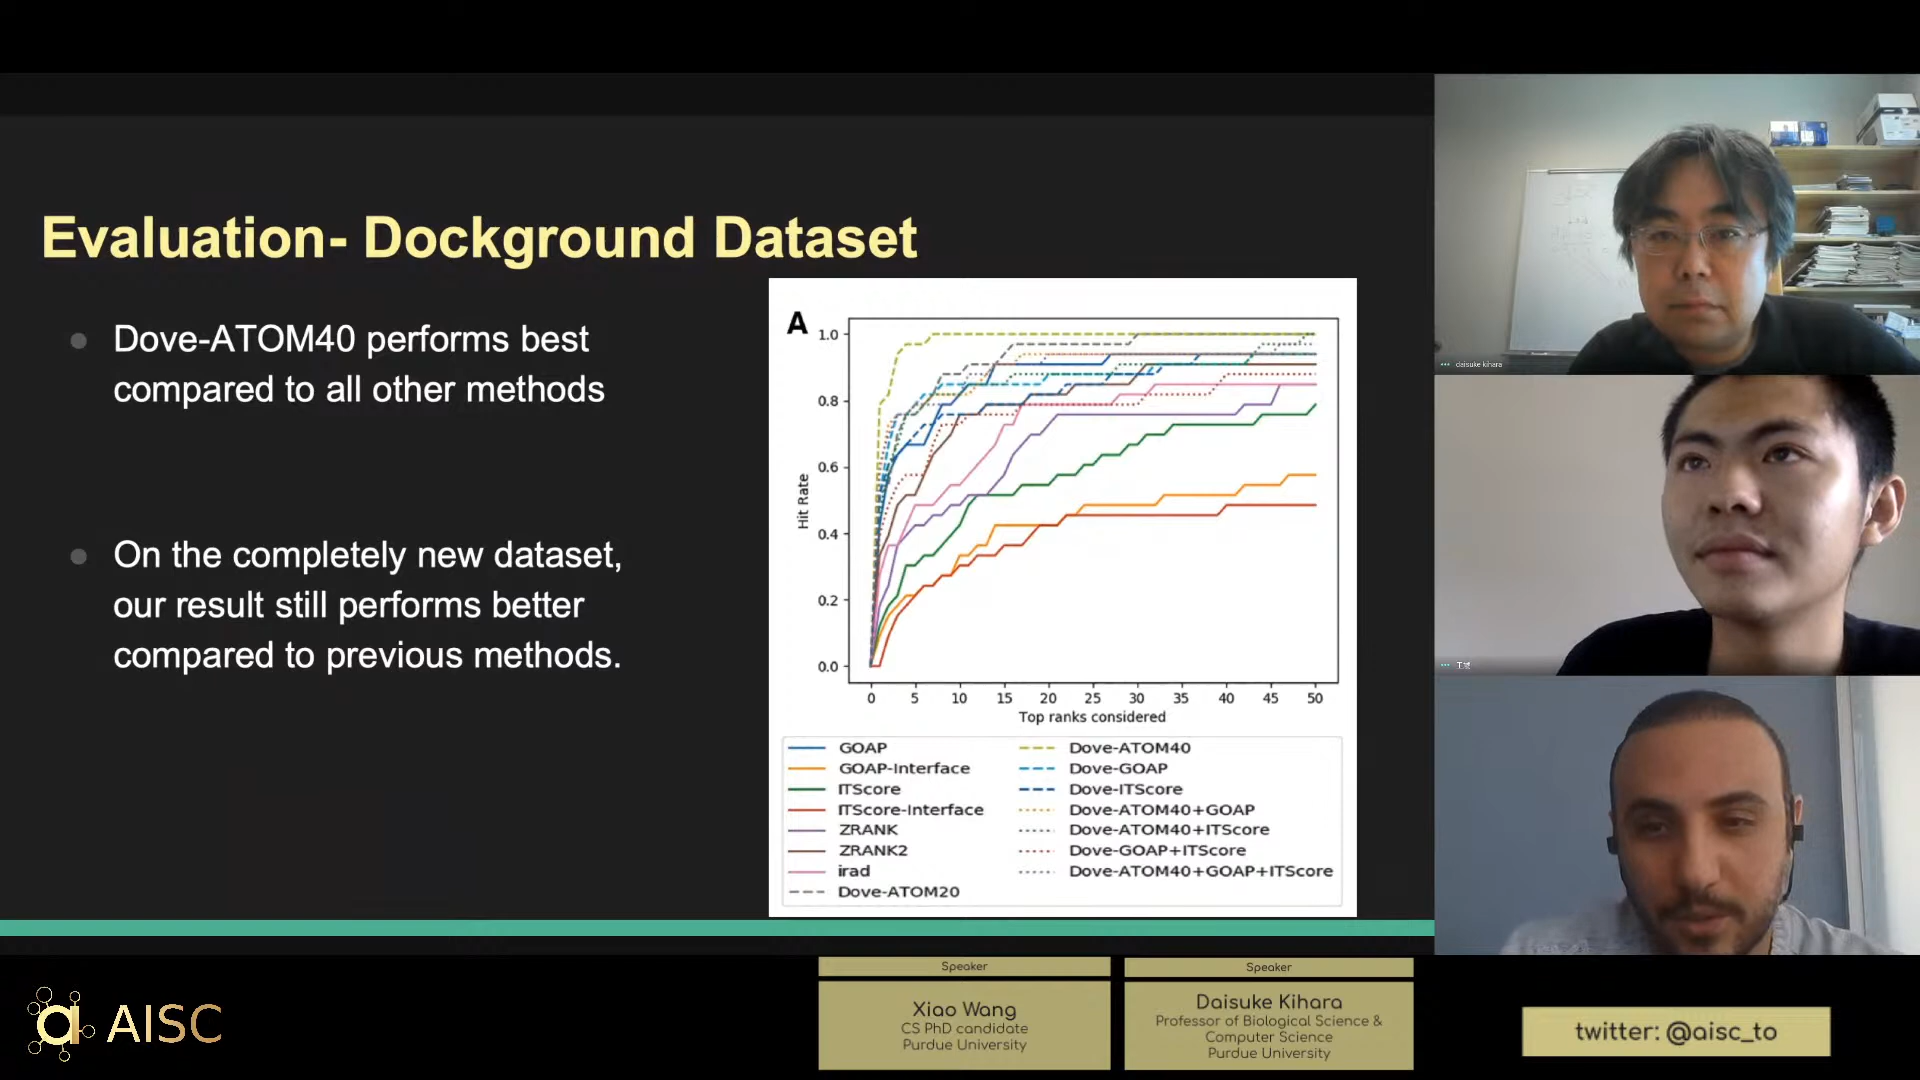 Evaluation- Dockground Dataset
Dove-ATOM40 performs best
compared to all other methods
On the completely new dataset,
our result still performs better
compared to previous methods.
A
1.0
0.8
0.6
0.4
0.2
0.0
Hit Rate
0 5 10 15 20 25 30 35 40 45 50
Top ranks considered
GOAP
GOAP-Interface
ITScore
ITScore-Interface
ZRANK
ZRANK2
irad
Dove-ATOM20
Dove-ATOM40
Dove-GOAP
Dove-ITScore
Dove-ATOM40+GOAP
Dove-ATOM40+ITScore
Dove-GOAP+ITScore
Dove-ATOM40+GOAP+ITScore
daisuke kihara
AISC
Speaker
Xiao Wang
CS PhD candidate
Purdue University
Speaker
Daisuke Kihara
Professor of Biological Science &
Computer Science
Purdue University
twitter: @aisc_to